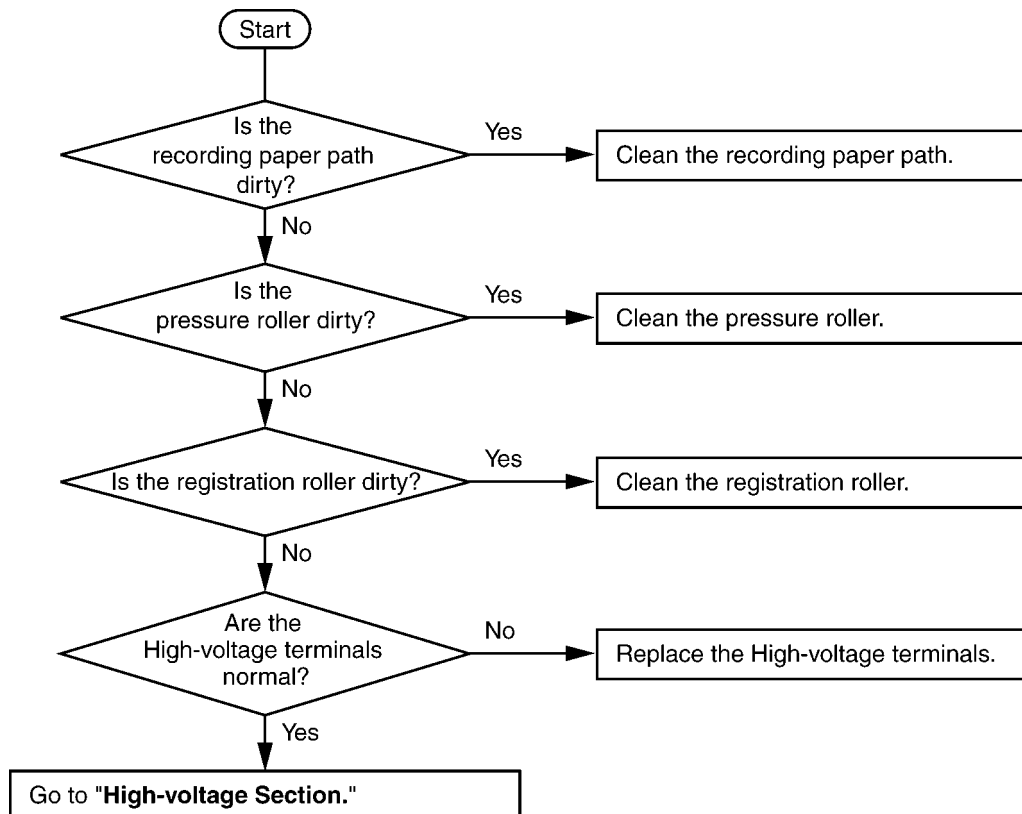 Start
Is the
recording paper path
dirty?
Yes
Clean the recording paper path.
No
Is the
pressure roller dirty?
Yes
Clean the pressure roller.
No
Is the registration roller dirty?
Yes
Clean the registration roller.
No
Are the
High-voltage terminals
normal?
No
Replace the High-voltage terminals.
Yes
Go to "High-voltage Section."